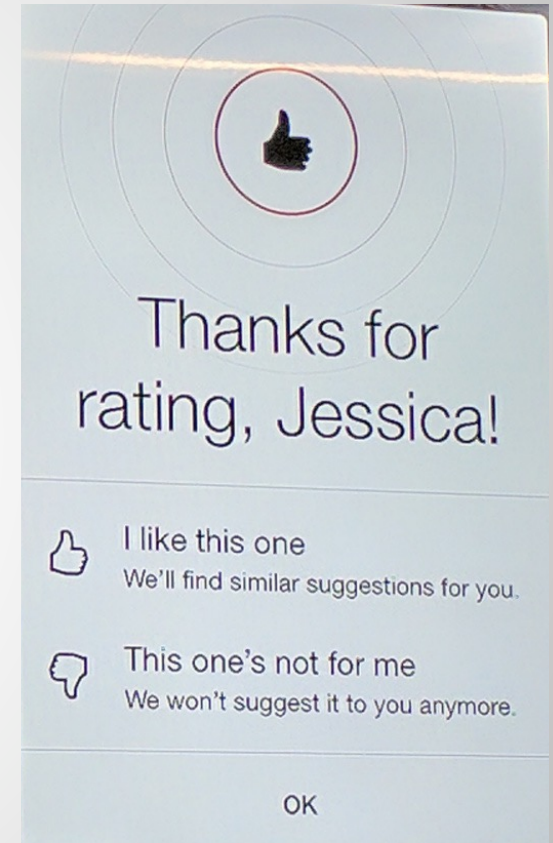 Thanks for
rating, Jessica!
I like this one
We'll find similar suggestions for you.
This one's not for me
We won't suggest it to you anymore.
OK